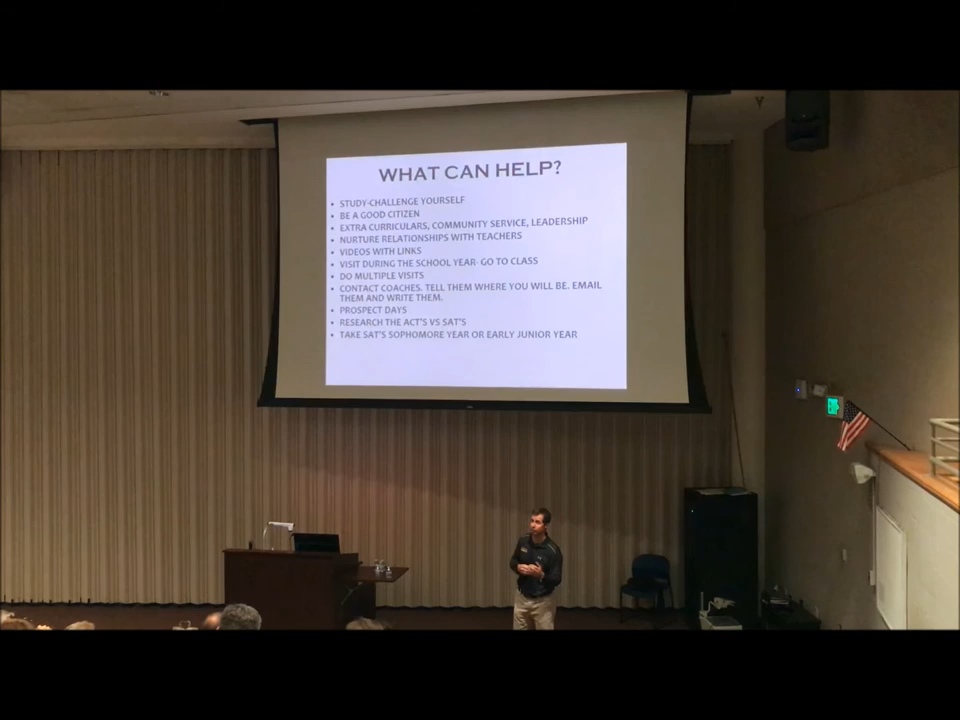 WHAT CAN HELP?
• STUDY-CHALLENGE YOURSELF
• BE A GOOD CITIZEN
• EXTRA CURRICULARS, COMMUNITY SERVICE, LEADERSHIP
• NURTURE RELATIONSHIPS WITH TEACHERS
• VIDEOS WITH LINKS
• VISIT DURING THE SCHOOL YEAR- GO TO CLASS
• DO MULTIPLE VISITS
• CONTACT COACHES. TELL THEM WHERE YOU WILL BE. EMAIL
THEM AND WRITE THEM.
• PROSPECT DAYS
• RESEARCH THE ACT'S VS SAT'S
• TAKE SAT'S SOPHOMORE YEAR OR EARLY JUNIOR YEAR